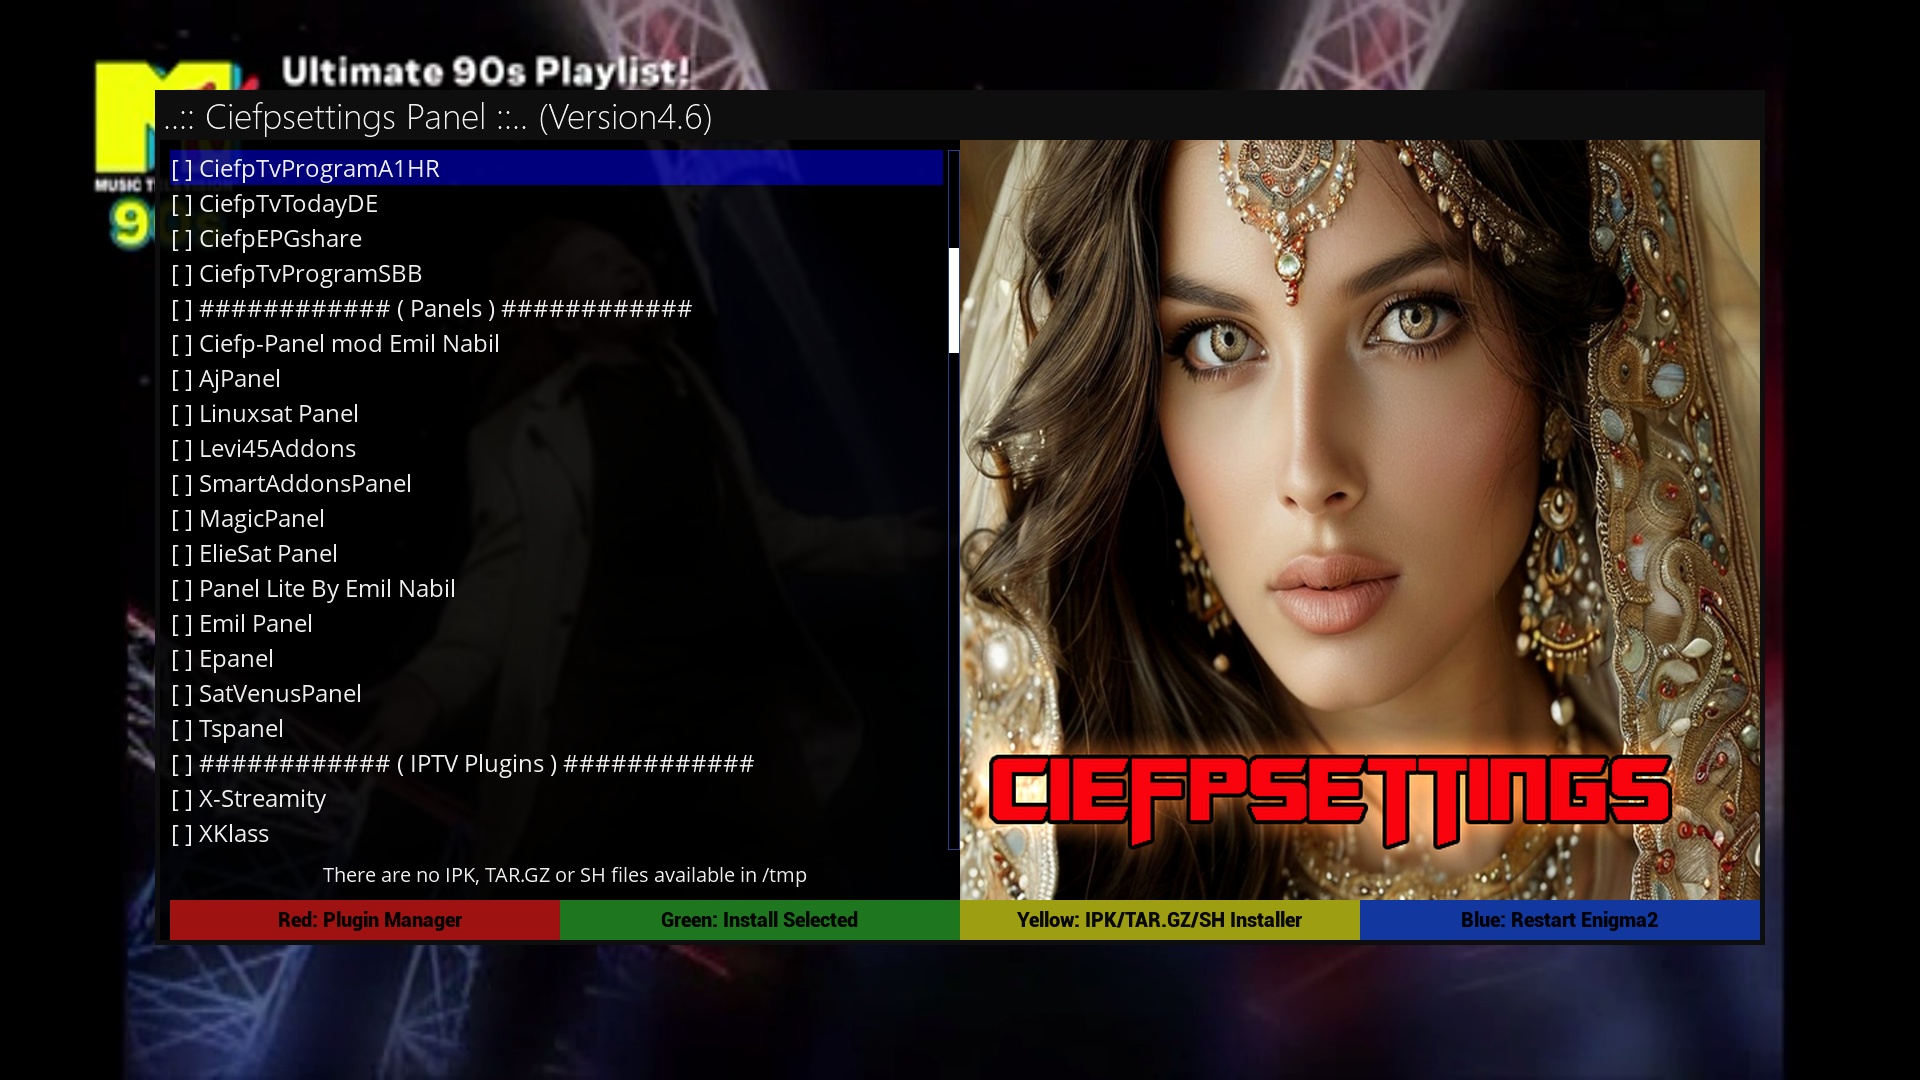 Ultimate 90s Playlist!
..:: Ciefpsettings Panel ::.. (Version4.6)
MUSIC T
9
[ ] CiefpTvProgramA1HR
[ ] CiefpTvTodayDE
[ ] CiefpEPGshare
[ ] CiefpTvProgramSBB
[ ] ############ ( Panels ) ############
[ ] Ciefp-Panel mod Emil Nabil
[ ] AjPanel
[ ] Linuxsat Panel
[ ] Levi45Addons
[ ] SmartAddonsPanel
[ ] MagicPanel
[ ] ElieSat Panel
[ ] Panel Lite By Emil Nabil
[ ] Emil Panel
[ ] Epanel
[ ] SatVenusPanel
[ ] Tspanel
[ ] ############ ( IPTV Plugins ) ############
[ ] X-Streamity
[ ] XKlass
There are no IPK, TAR.GZ or SH files available in /tmp
CIEFPSETTINGS
Red: Plugin Manager
Green: Install Selected
Yellow: IPK/TAR.GZ/SH Installer
Blue: Restart Enigma2